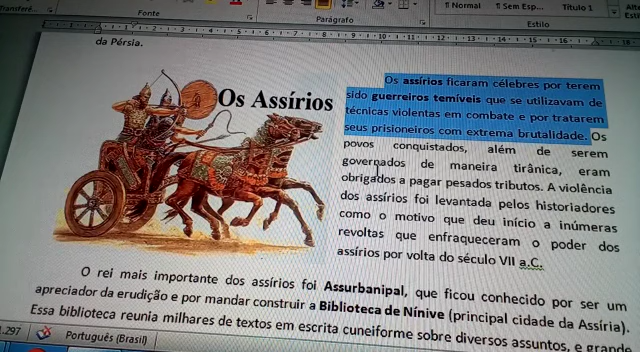 Fonte
Parágrafo
Estilo
¶ Normal
¶ Sem Esp...
Título 1
da Pérsia.
Os Assírios
Os assírios ficaram célebres por terem
sido guerreiros temíveis que se utilizavam de
técnicas violentas em combate e por tratarem
seus prisioneiros com extrema brutalidade. Os
povos conquistados, além de serem
governados de maneira tirânica, eram
obrigados a pagar pesados tributos. A violência
dos assírios foi levantada pelos historiadores
como o motivo que deu início a inúmeras
revoltas que enfraqueceram o poder dos
assírios por volta do século VII a.C.
O rei mais importante dos assírios foi Assurbanipal, que ficou conhecido por ser um
apreciador da erudição e por mandar construir a Biblioteca de Nínive (principal cidade da Assíria).
Essa biblioteca reunia milhares de textos em escrita cuneiforme sobre diversos assuntos, e grande
Português (Brasil)